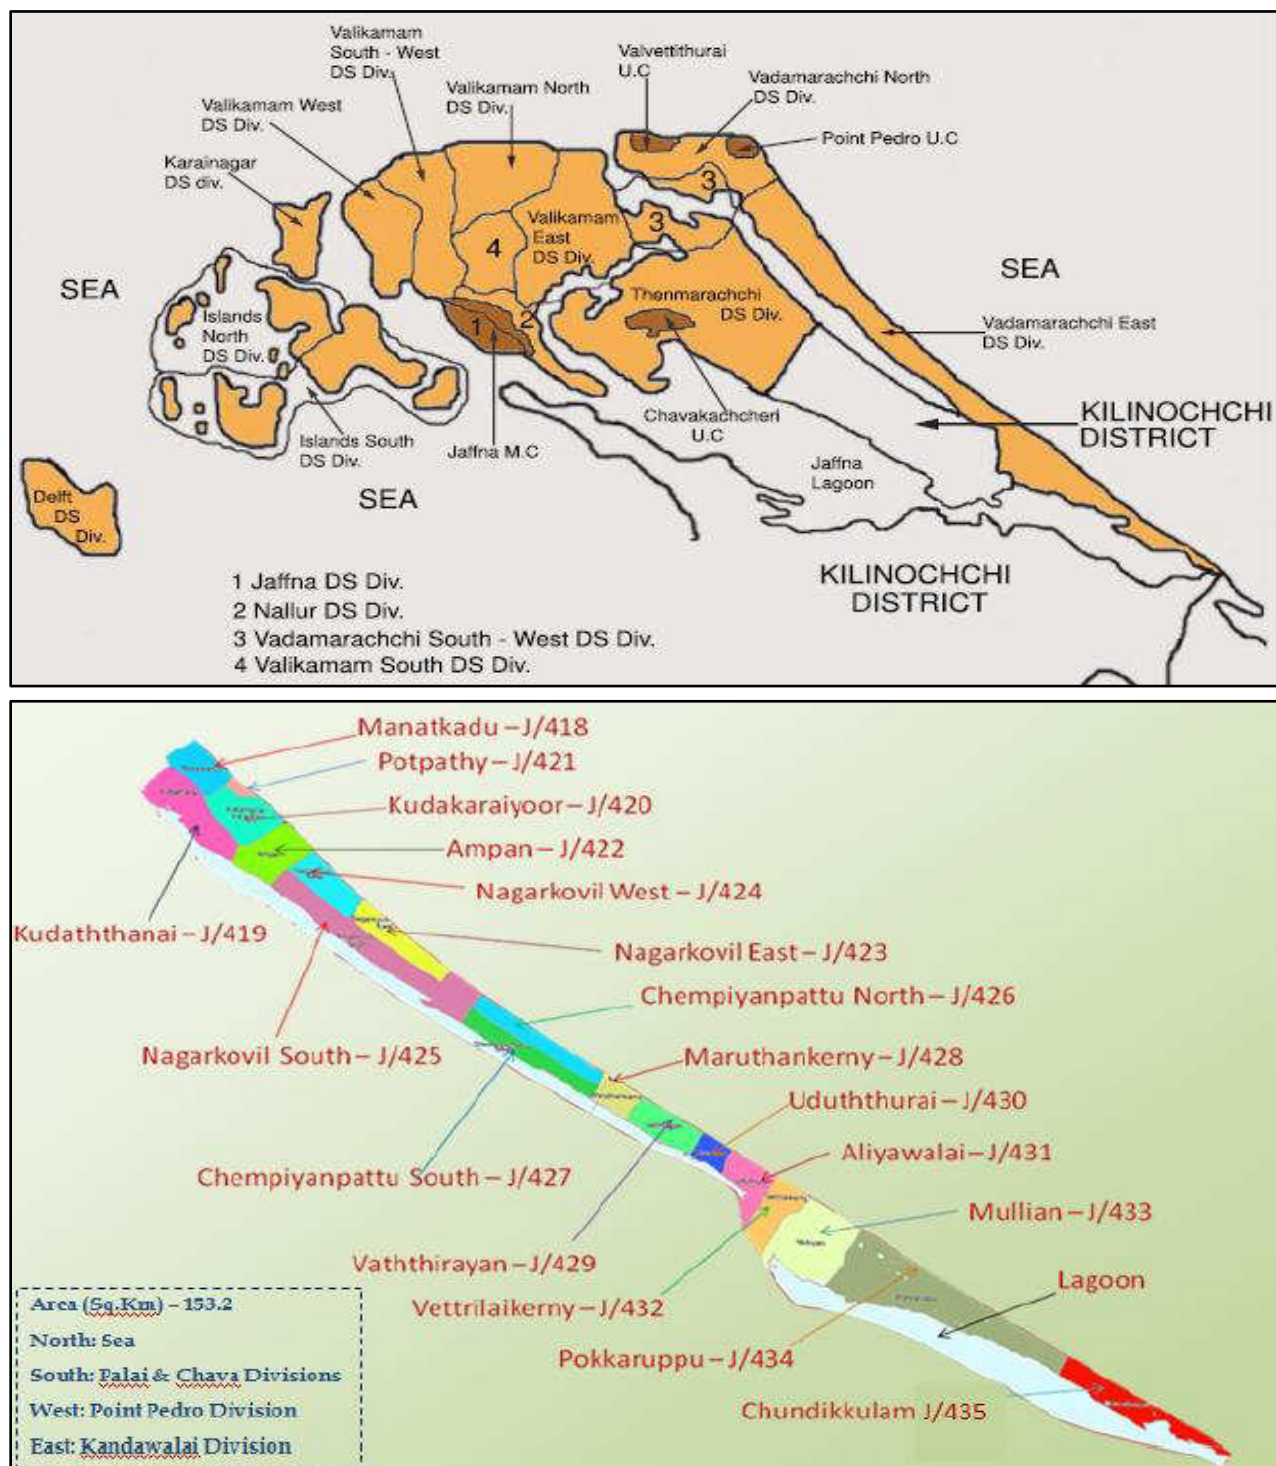 Valikamam
South - West
DS Div.
Valvettithurai
U.C
Vadamarachchi North
DS Div.
Valikamam North
DS Div.
Valikamam West
DS Div.
Point Pedro U.C
Karainagar
DS div.
3
3
Valikamam
East
DS Div.
4
SEA
SEA
Thenmarachchi
DS Div.
Islands
North
DS Div.
1
2
Vadamarachchi East
DS Div.
Chavakachcheri
U.C
KILINOCHCHI
DISTRICT
Islands South
DS Div.
Jaffna M.C
Jaffna
Lagoon
SEA
Delft
DS
Div.
KILINOCHCHI
DISTRICT
1 Jaffna DS Div.
2 Nallur DS Div.
3 Vadamarachchi South - West DS Div.
4 Valikamam South DS Div.
Manatkadu – J/418
Potpathy – J/421
Kudakaraiyoor – J/420
Ampan – J/422
Nagarkovil West – J/424
Kudaththanai – J/419
Nagarkovil East – J/423
Chempiyanpattu North – J/426
Nagarkovil South – J/425
Maruthankerny – J/428
Uduththurai – J/430
Aliyawalai – J/431
Chempiyanpattu South – J/427
Mullian – J/433
Vaththirayan – J/429
Lagoon
Vettrilaikerny – J/432
Pokkaruppu – J/434
Chundikkulam J/435
Area (Sq.Km) – 153.2
North: Sea
South: Palai & Chava Divisions
West: Point Pedro Division
East: Kandawalai Division